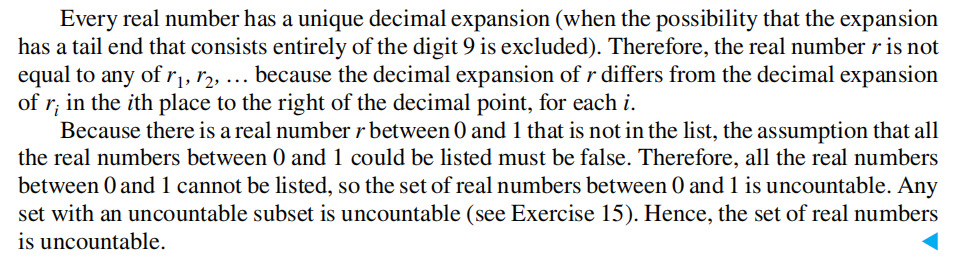 Every real number has a unique decimal expansion (when the possibility that the expansion
has a tail end that consists entirely of the digit 9 is excluded). Therefore, the real number r is not
equal to any of r₁, r₂, … because the decimal expansion of r differs from the decimal expansion
of rᵢ in the ith place to the right of the decimal point, for each i.
Because there is a real number r between 0 and 1 that is not in the list, the assumption that all
the real numbers between 0 and 1 could be listed must be false. Therefore, all the real numbers
between 0 and 1 cannot be listed, so the set of real numbers between 0 and 1 is uncountable. Any
set with an uncountable subset is uncountable (see Exercise 15). Hence, the set of real numbers
is uncountable.